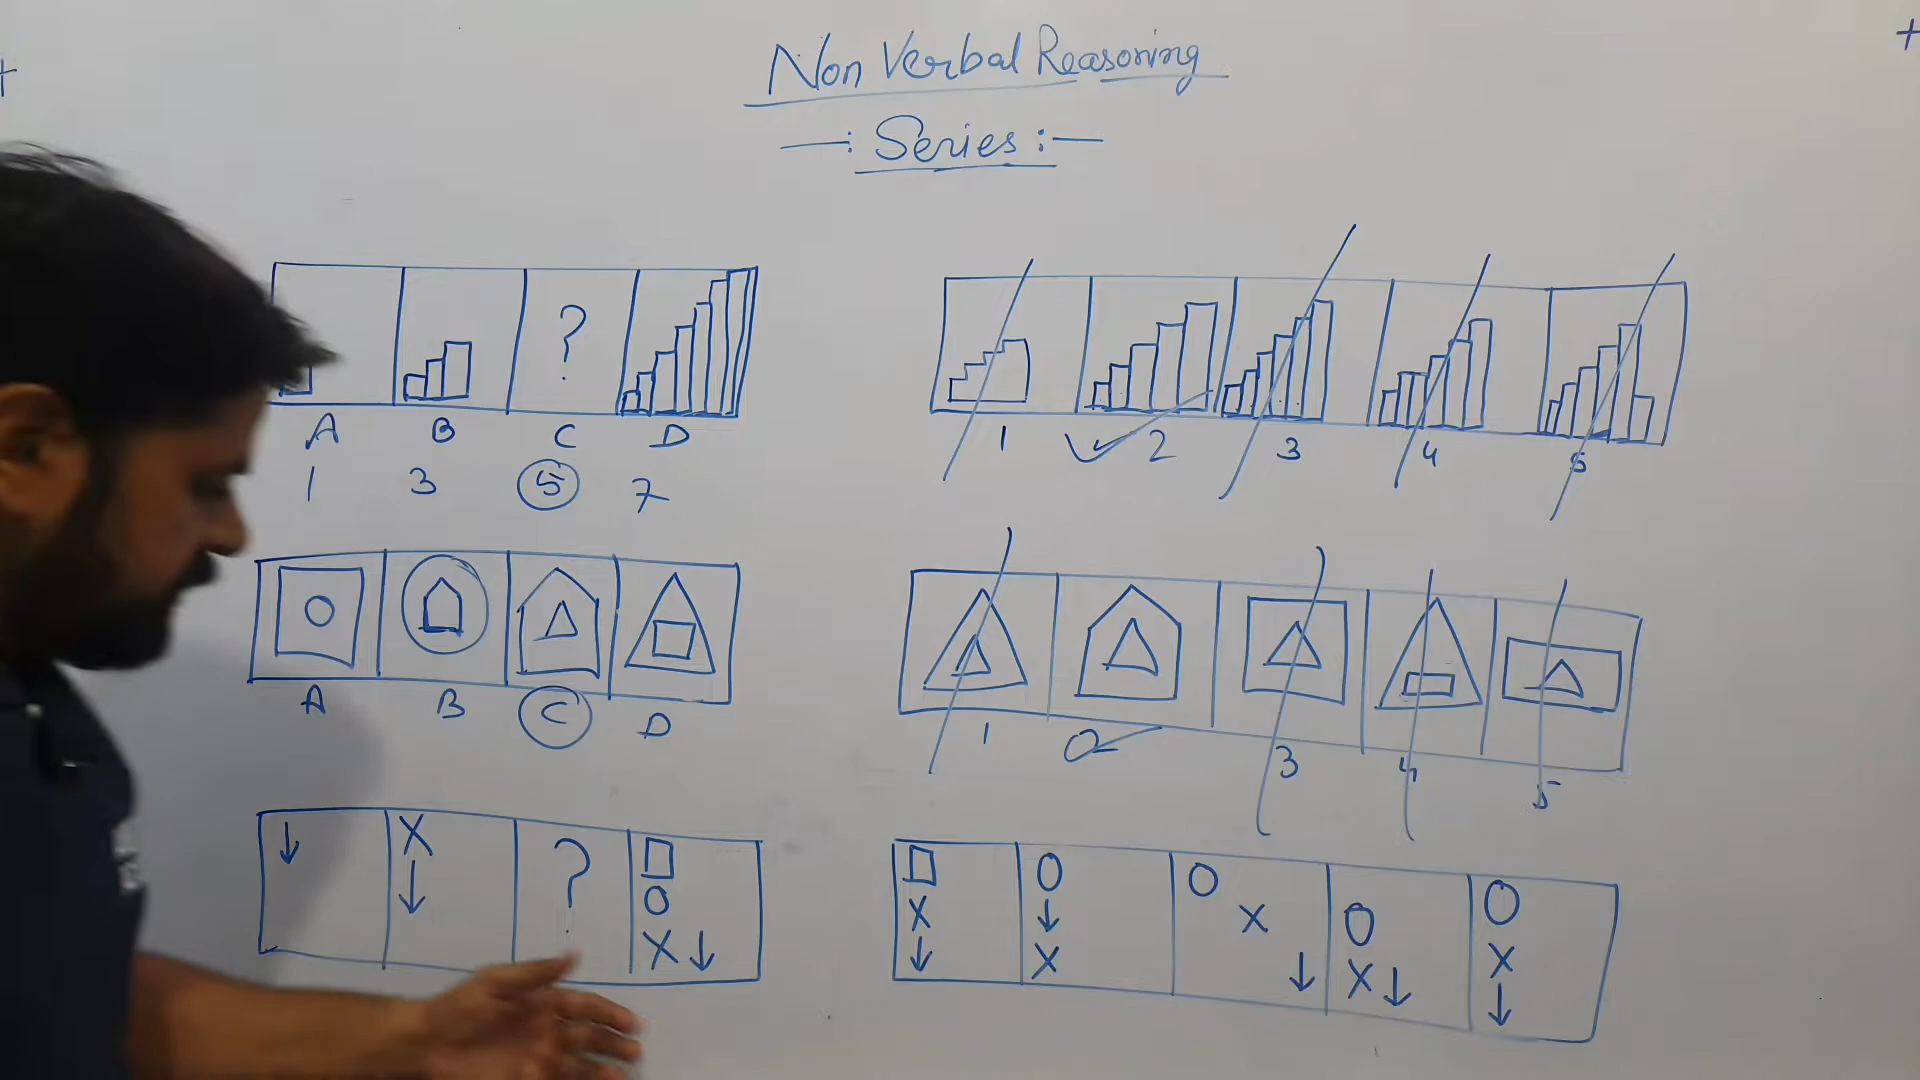 Non Verbal Reasoning
—: Series :—
?
A B C D
1 2 3 4 5
1 3 5 7
A B C D
1 2 3 4 5
X ?
X
X X X X X